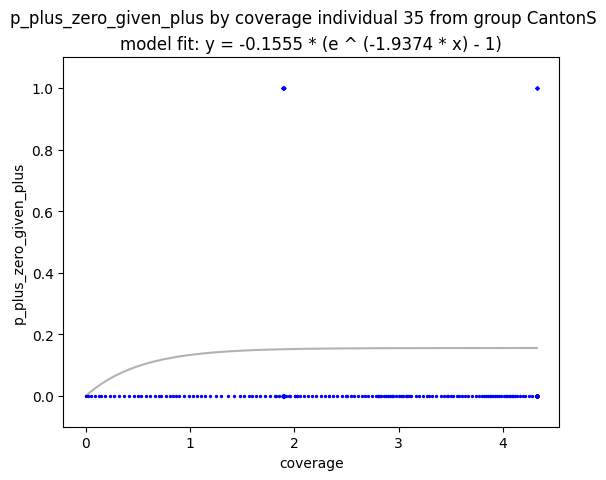 p_plus_zero_given_plus by coverage individual 35 from group CantonS
model fit: y = -0.1555 * (e ^ (-1.9374 * x) - 1)
1.0
0.8
0.6
0.4
0.2
0.0
p_plus_zero_given_plus
0 1 2 3 4
coverage